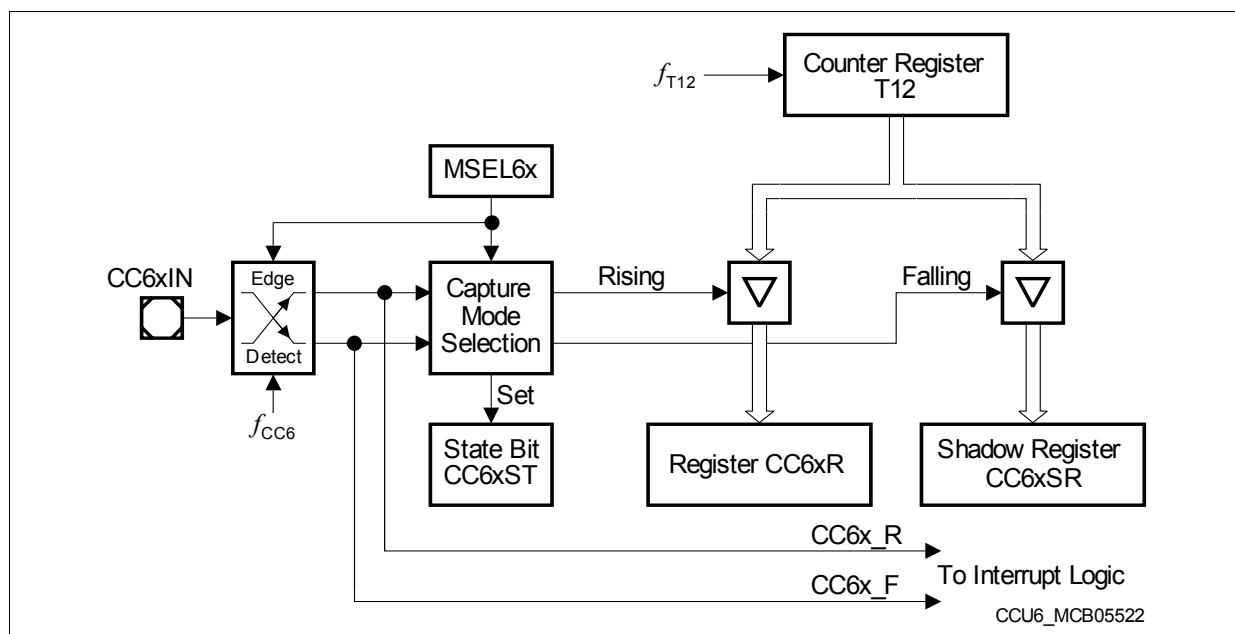 Counter Register
T12
fT12
MSEL6x
CC6xIN
Edge
Detect
Capture
Mode
Selection
Rising
Falling
fCC6
Set
State Bit
CC6xST
Register CC6xR
Shadow Register
CC6xSR
CC6x_R
CC6x_F
To Interrupt Logic
CCU6_MCB05522